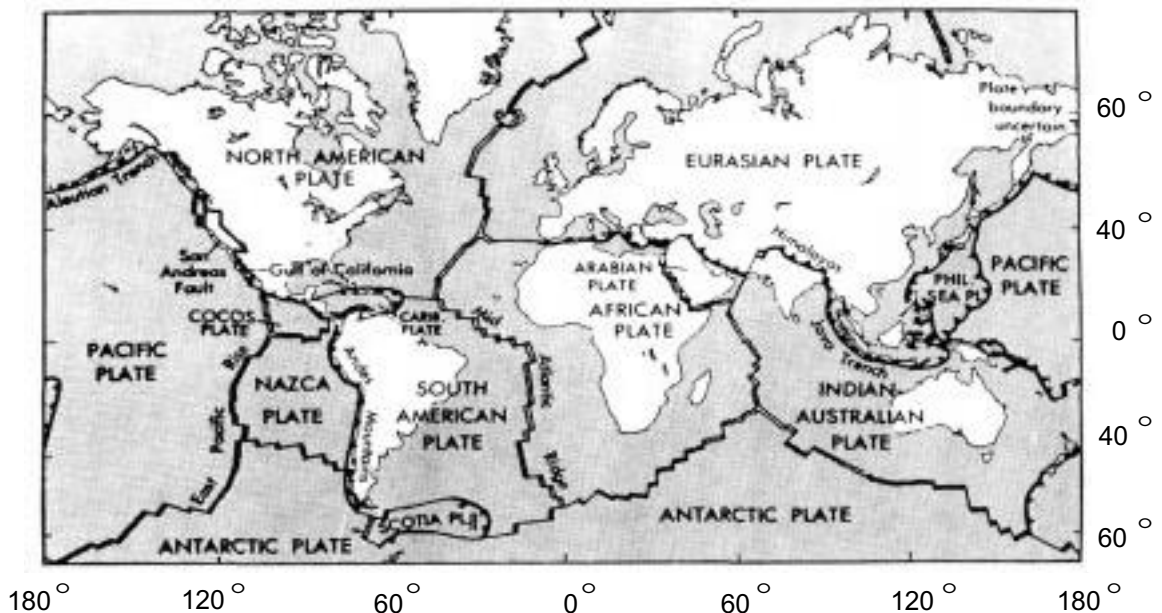 Plate
boundary
uncertain
60°
NORTH AMERICAN
PLATE
EURASIAN PLATE
Aleutian Trench
40°
San
Andreas
Fault
Gulf of California
Himalayas
ARABIAN
PLATE
AFRICAN
PLATE
PHIL
SEA PL
PACIFIC
PLATE
COCOS
PLATE
CARIB
PLATE
Mid
Atlantic
Ridge
Java Trench
0°
PACIFIC
PLATE
East
Pacific
Rise
NAZCA
PLATE
Andes
Mountains
SOUTH
AMERICAN
PLATE
INDIAN
AUSTRALIAN
PLATE
40°
SCOTIA PL
ANTARCTIC PLATE
ANTARCTIC PLATE
60°
180° 120° 60° 0° 60° 120° 180°